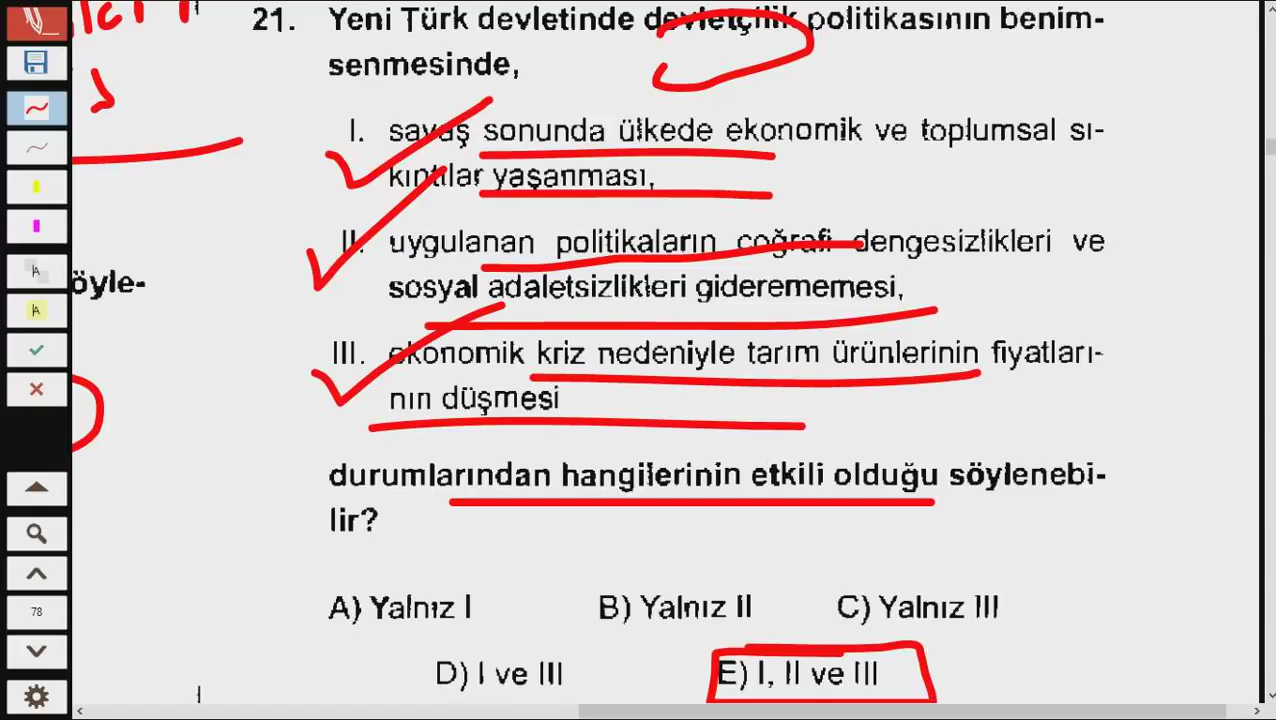 21. Yeni Türk devletinde devletçilik politikasının benim-
senmesinde,
I. savaş sonunda ülkede ekonomik ve toplumsal sı-
kıntılar yaşanması,
II. uygulanan politikaların coğrafi dengesizlikleri ve
öyle-
sosyal adaletsizlikleri giderememesi,
III. ekonomik kriz nedeniyle tarım ürünlerinin fiyatları-
nın düşmesi
durumlarından hangilerinin etkili olduğu söylenebi-
lir?
A) Yalnız I B) Yalnız II C) Yalnız III
78
D) I ve III E) I, II ve III